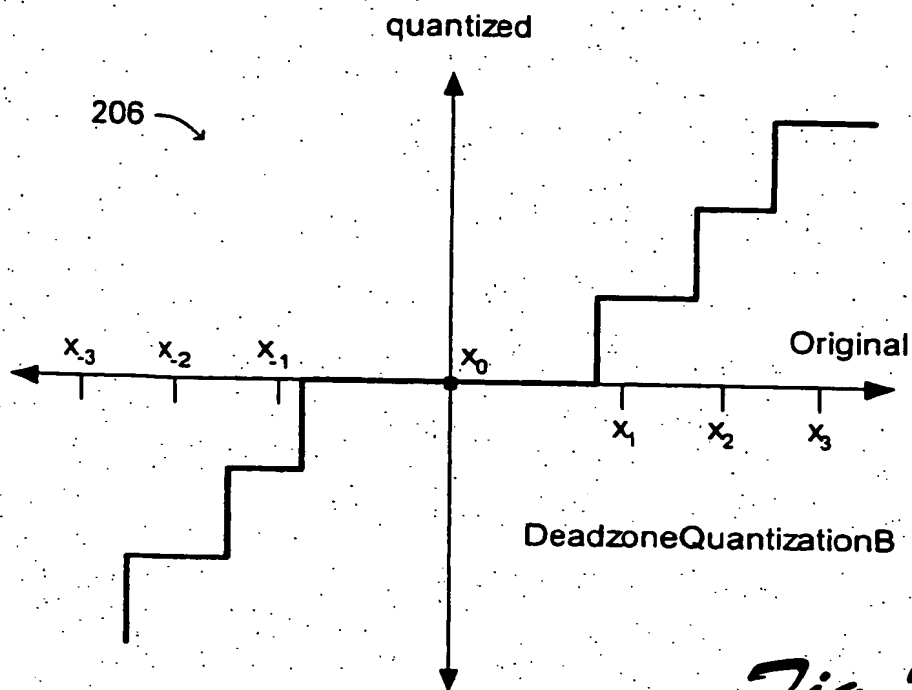 quantized
206
X-3 X-2 X-1 X0 Original
X1 X2 X3
DeadzoneQuantizationB